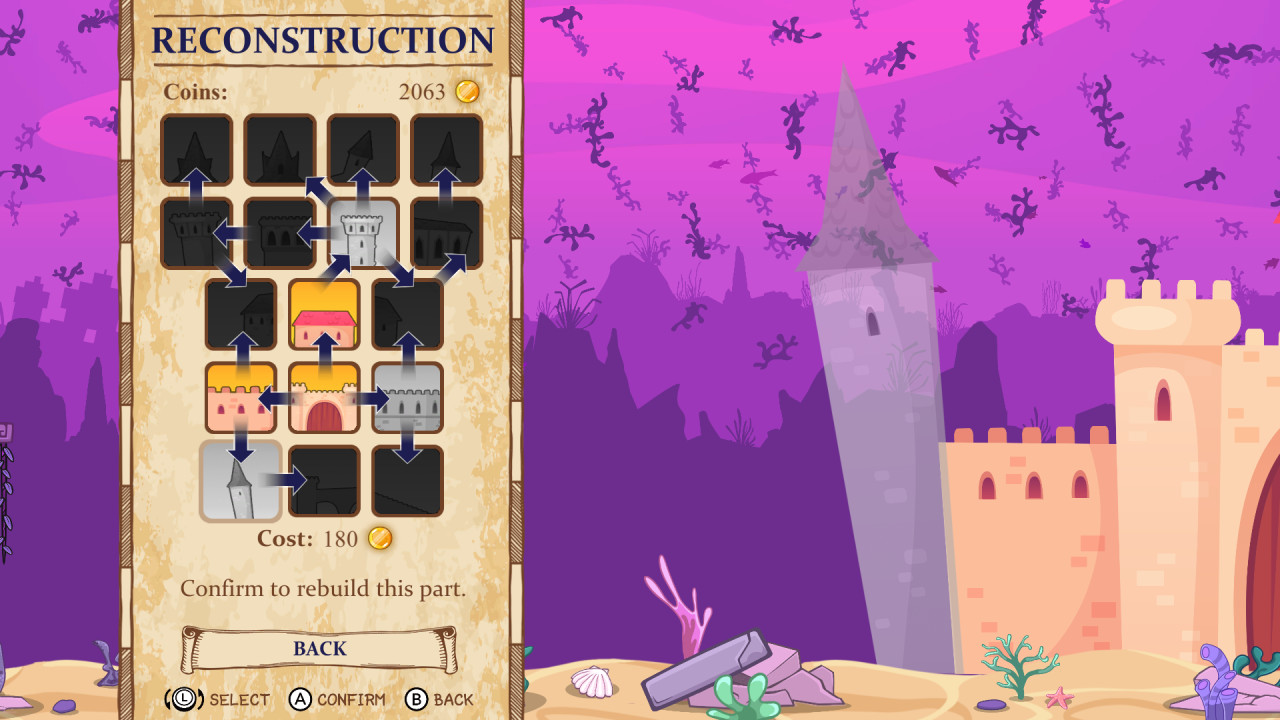 RECONSTRUCTION
Coins: 2063
Cost: 180
Confirm to rebuild this part.
BACK
L SELECT A CONFIRM B BACK